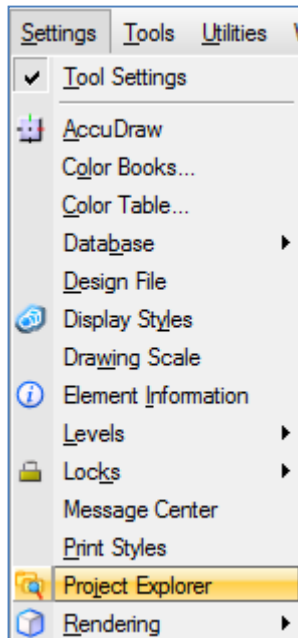 Settings Tools Utilities
Tool Settings
AccuDraw
Color Books...
Color Table...
Database
Design File
Display Styles
Drawing Scale
Element Information
Levels
Locks
Message Center
Print Styles
Project Explorer
Rendering